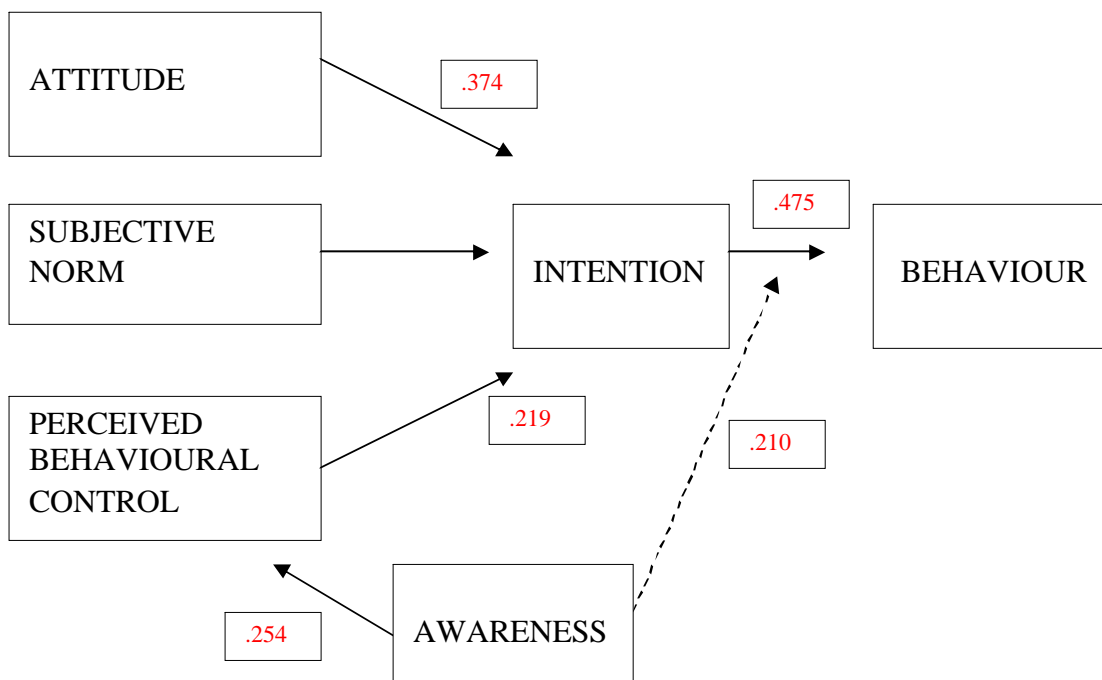 ATTITUDE
.374
SUBJECTIVE
NORM
INTENTION
.475
BEHAVIOUR
PERCEIVED
BEHAVIOURAL
CONTROL
.219
.210
.254
AWARENESS